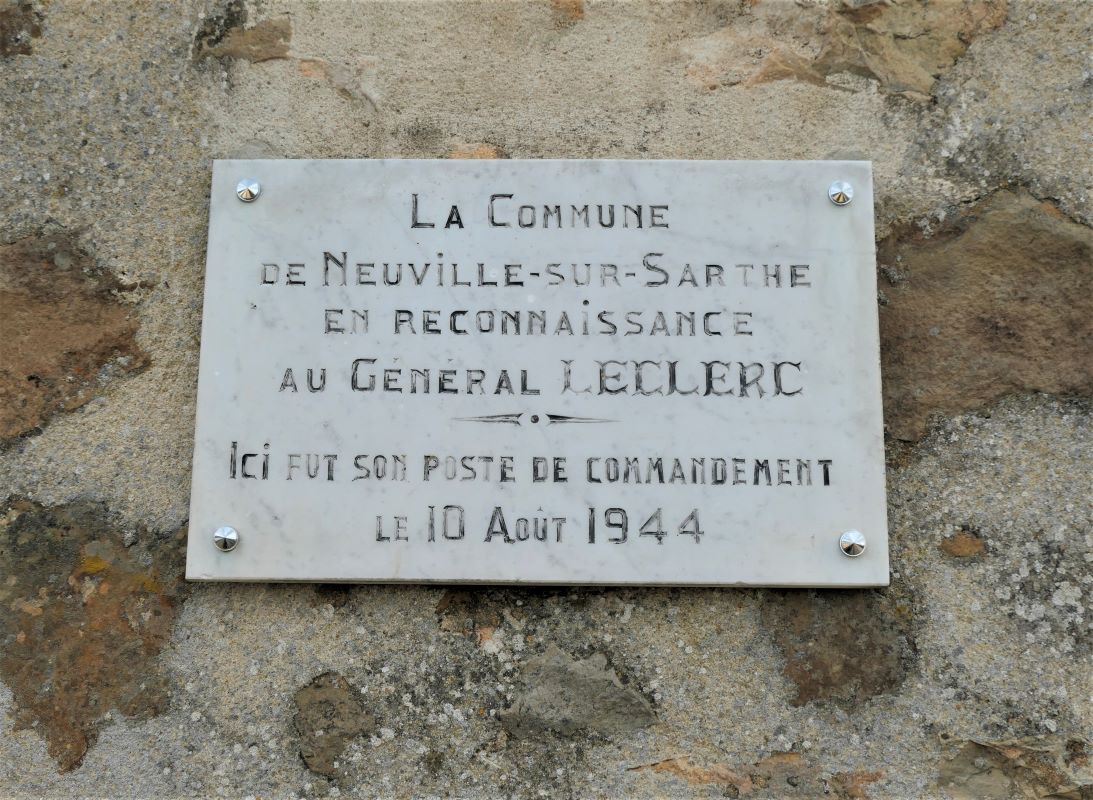 La Commune
de Neuville-sur-Sarthe
en reconnaissance
au Général LECLERC
Ici fut son poste de commandement
le 10 Août 1944